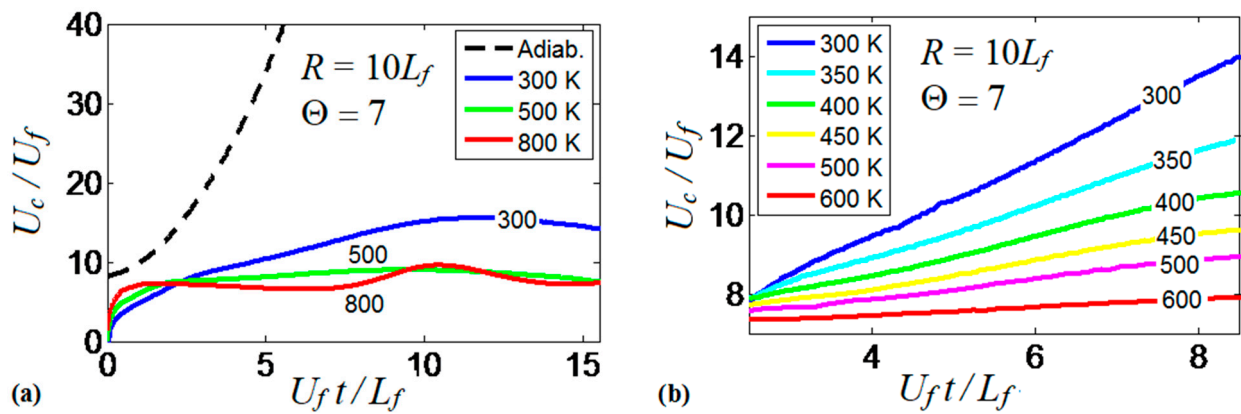 40
30
20
10
0
0
5
10
15
U_c / U_f
U_f t / L_f
R = 10L_f
Θ = 7
Adiab.
300 K
500 K
800 K
300
500
800
(a)
14
12
10
8
4
6
8
U_c / U_f
U_f t / L_f
R = 10L_f
Θ = 7
300 K
350 K
400 K
450 K
500 K
600 K
300
350
400
450
500
600
(b)